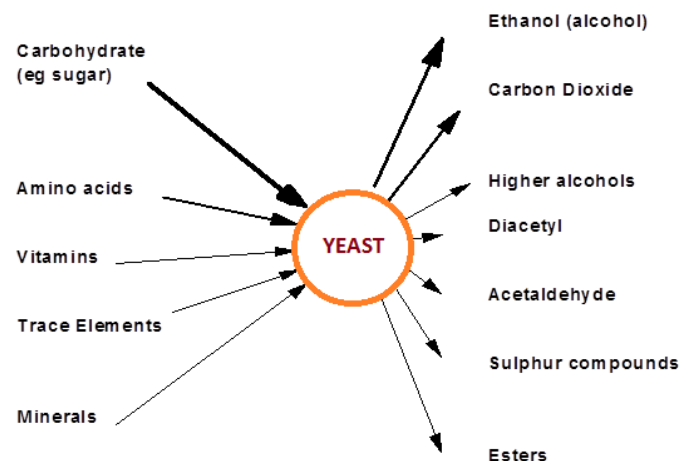 Carbohydrate
(eg sugar)
Amino acids
Vitamins
Trace Elements
Minerals
YEAST
Ethanol (alcohol)
Carbon Dioxide
Higher alcohols
Diacetyl
Acetaldehyde
Sulphur compounds
Esters